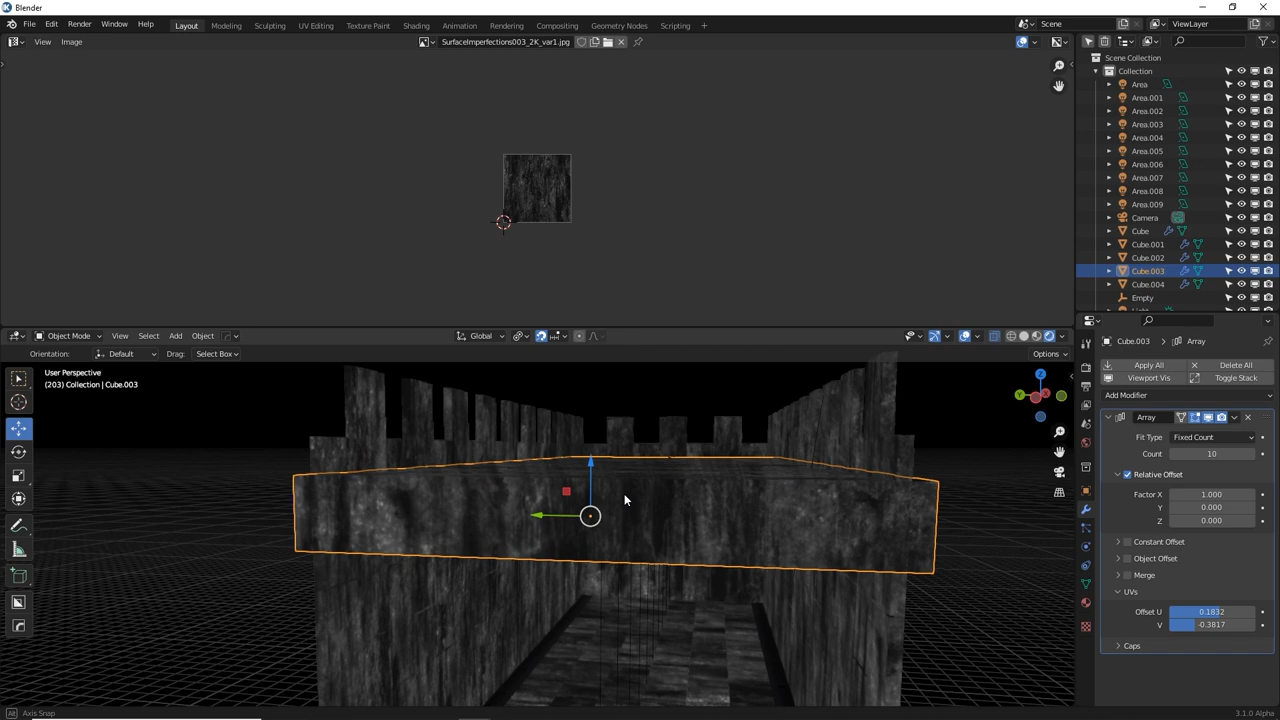 Blender
File Edit Render Window Help Layout Modeling Sculpting UV Editing Texture Paint Shading Animation Rendering Compositing Geometry Nodes Scripting + Scene ViewLayer
View Image SurfaceImperfections003_2K_var1.jpg
Scene Collection
Collection
Area
Area.001
Area.002
Area.003
Area.004
Area.005
Area.006
Area.007
Area.008
Area.009
Camera
Cube
Cube.001
Cube.002
Cube.003
Cube.004
Empty
Object Mode View Select Add Object Global
Orientation: Default Drag: Select Box Options
User Perspective
(203) Collection | Cube.003
Z
Y
X
Cube.003 > Array
Apply All Delete All
Viewport Vis Toggle Stack
Add Modifier
Array
Fit Type Fixed Count
Count 10
Relative Offset
Factor X 1.000
Y 0.000
Z 0.000
Constant Offset
Object Offset
Merge
UVs
Offset U 0.1832
V -0.3817
Caps
Axis Snap 3.1.0 Alpha